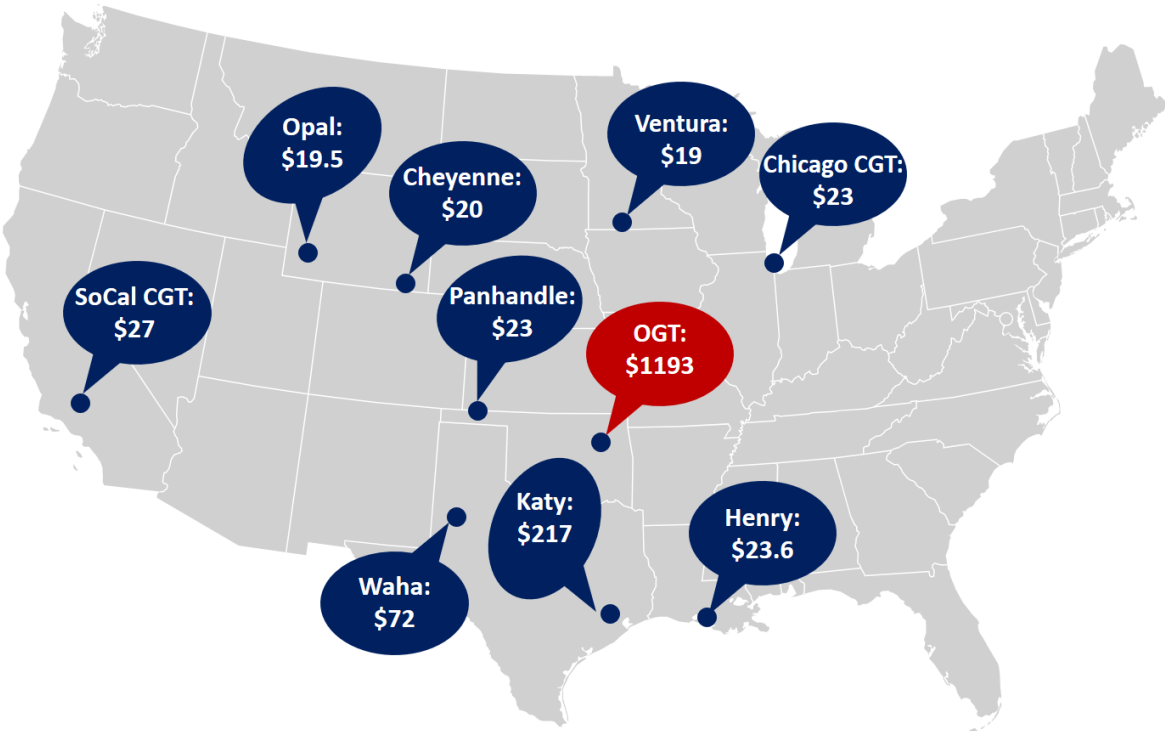 Opal:
$19.5
Ventura:
$19
Chicago CGT:
$23
Cheyenne:
$20
SoCal CGT:
$27
Panhandle:
$23
OGT:
$1193
Katy:
$217
Henry:
$23.6
Waha:
$72